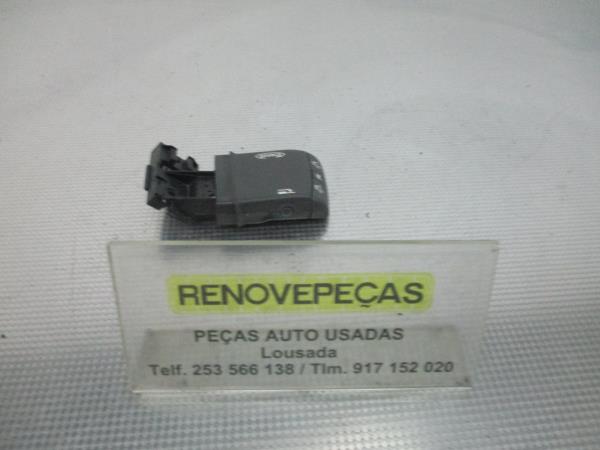 RENOVEPEÇAS
PEÇAS AUTO USADAS
Lousada
Telf. 253 566 138 / Tlm. 917 152 020